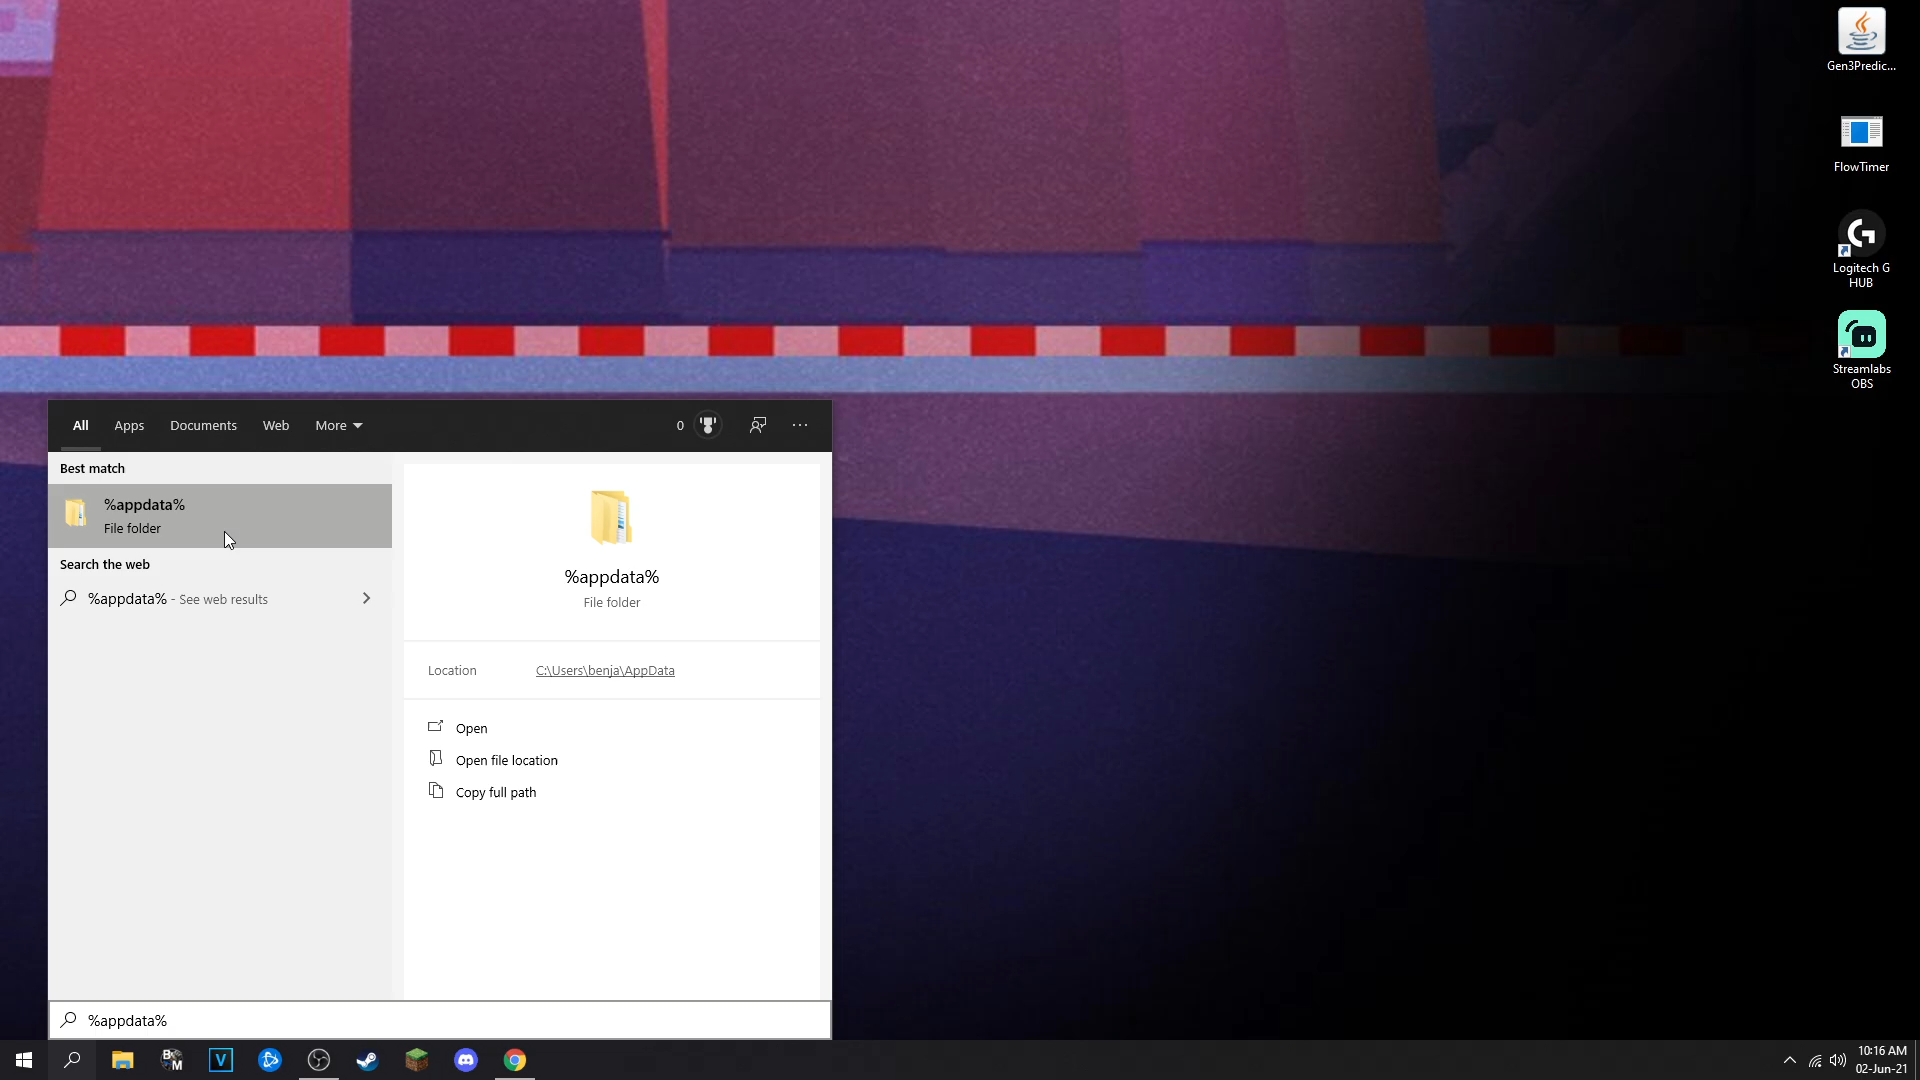 Gen3Predic...
FlowTimer
Logitech G
HUB
Streamlabs
OBS
All Apps Documents Web More 0
Best match
%appdata%
File folder
Search the web
%appdata% - See web results
%appdata%
File folder
Location C:\Users\benja\AppData
Open
Open file location
Copy full path
%appdata%
B M
V
10:16 AM
02-Jun-21